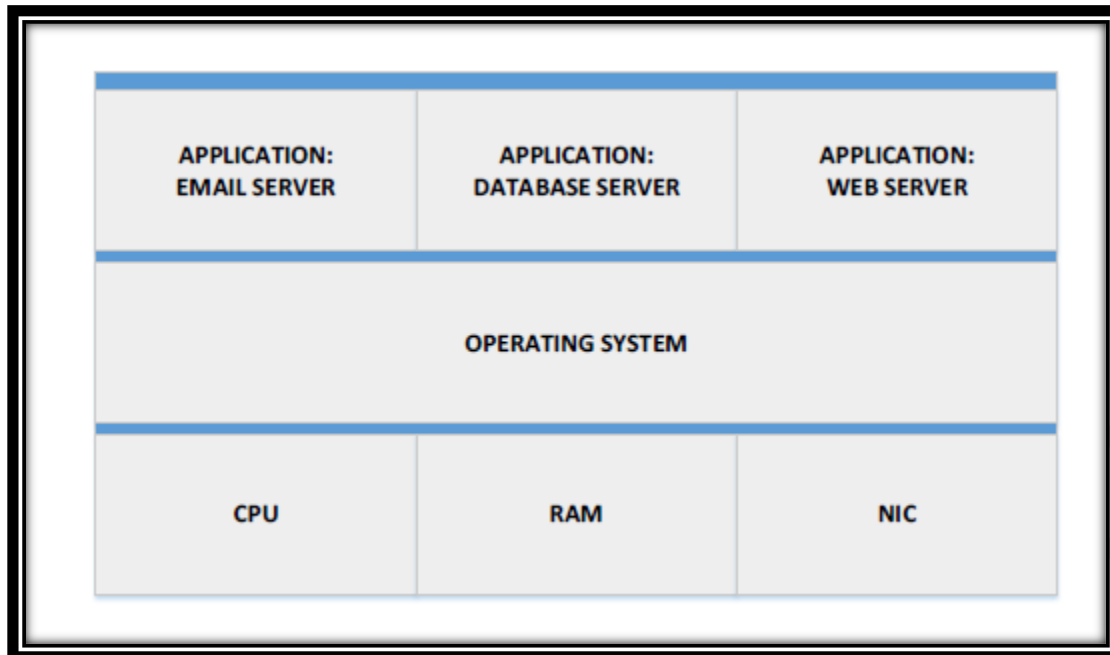 APPLICATION:
EMAIL SERVER
APPLICATION:
DATABASE SERVER
APPLICATION:
WEB SERVER
OPERATING SYSTEM
CPU
RAM
NIC